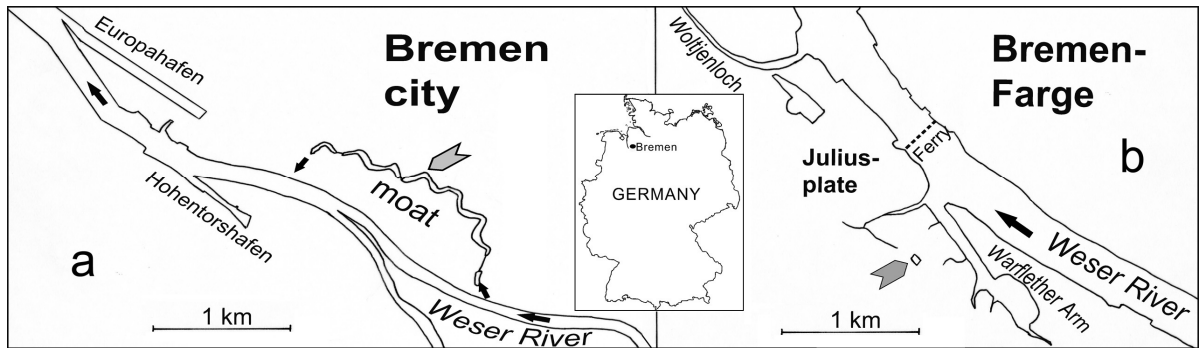 Europahafen
Bremen
city
moat
Hohentorshafen
a
1 km
Weser River
Bremen
GERMANY
Woltjenloch
Bremen-
Farge
Ferry
b
Julius-
plate
Weser River
Warflether Arm
1 km